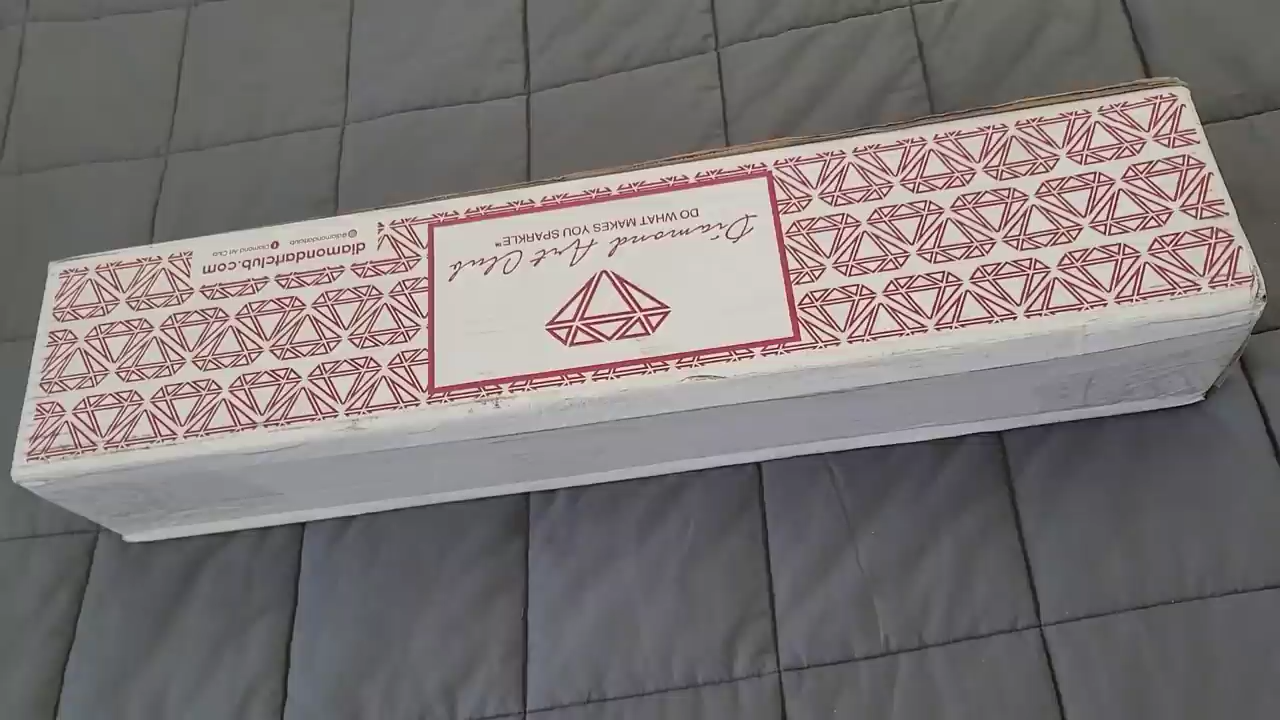 Diamond Art Club
DO WHAT MAKES YOU SPARKLE™
diamondartclub.com
Diamond Art Club
@diamondartclub